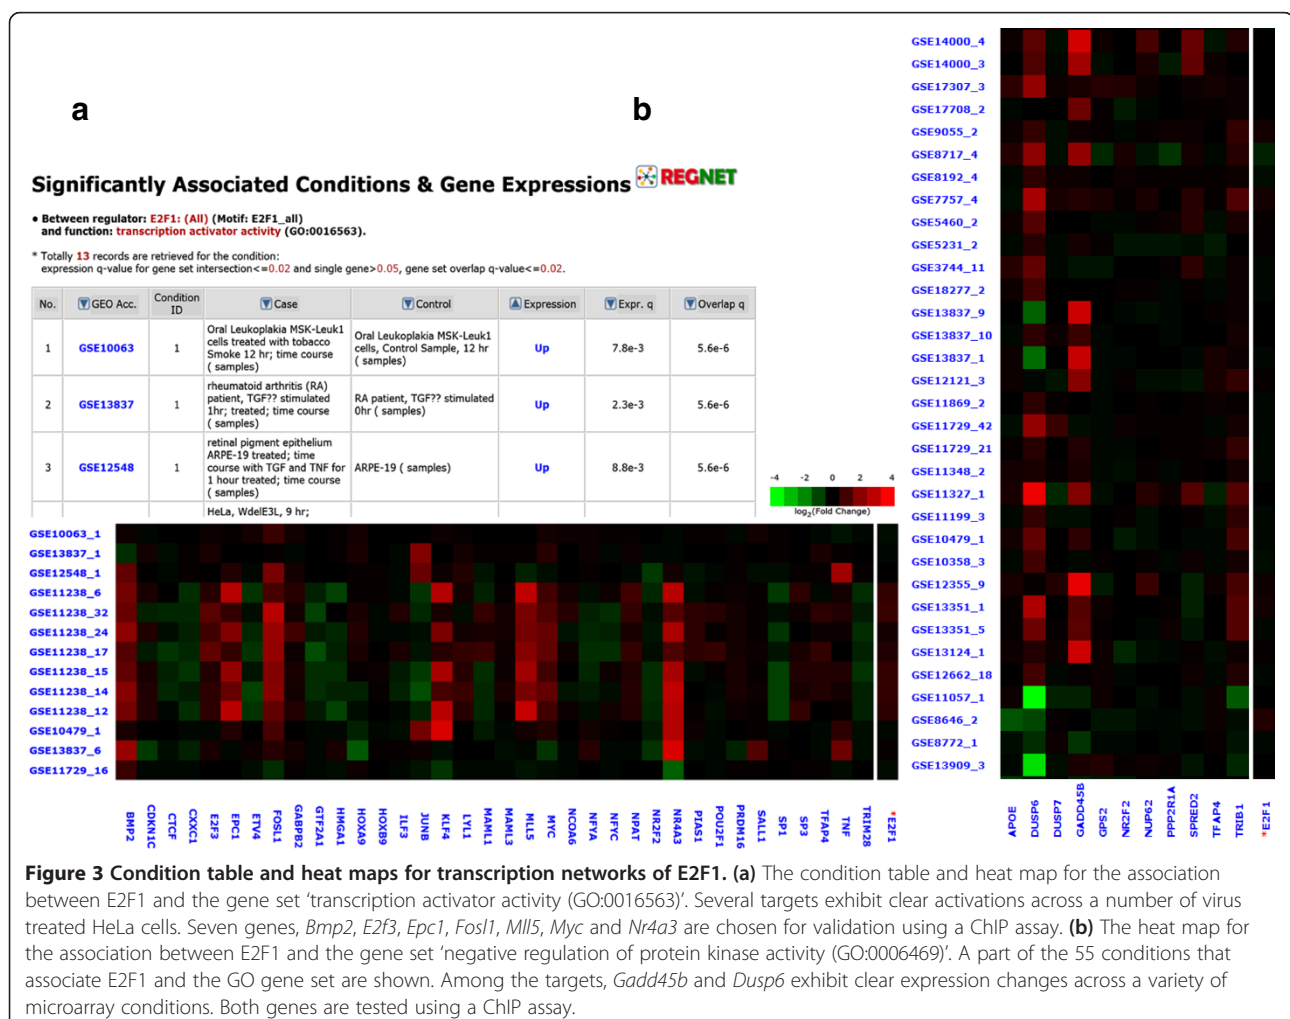 a
b
Significantly Associated Conditions & Gene Expressions REGNET
• Between regulator: E2F1: (All) (Motif: E2F1_all)
and function: transcription activator activity (GO:0016563).
* Totally 13 records are retrieved for the condition:
expression q-value for gene set intersection<=0.02 and single gene>0.05, gene set overlap q-value<=0.02.
No. GEO Acc. Condition ID Case Control Expression Expr. q Overlap q
1 GSE10063 1 Oral Leukoplakia MSK-Leuk1 cells treated with tobacco Smoke 12 hr; time course ( samples) Oral Leukoplakia MSK-Leuk1 cells, Control Sample, 12 hr ( samples) Up 7.8e-3 5.6e-6
2 GSE13837 1 rheumatoid arthritis (RA) patient, TGF?? stimulated 1hr; treated; time course ( samples) RA patient, TGF?? stimulated 0hr ( samples) Up 2.3e-3 5.6e-6
3 GSE12548 1 retinal pigment epithelium ARPE-19 treated; time course with TGF and TNF for 1 hour treated; time course ( samples) ARPE-19 ( samples) Up 8.8e-3 5.6e-6
HeLa, WdelE3L, 9 hr;
-4 -2 0 2 4
log2(Fold Change)
GSE10063_1
GSE13837_1
GSE12548_1
GSE11238_6
GSE11238_32
GSE11238_24
GSE11238_17
GSE11238_15
GSE11238_14
GSE11238_12
GSE10479_1
GSE13837_6
GSE11729_16
BMP2
CDKN1C
CTCF
CXXC1
E2F3
EPC1
ETV4
FOSL1
GABPB2
GTF2A1
HMGA1
HOXA9
HOXB9
ILF3
JUNB
KLF4
LYL1
MAML1
MAML3
MLL5
MYC
NCOA6
NFYA
NFYC
NPAT
NR2F2
NR4A3
PIAS1
POU2F1
PRDM16
SALL1
SP1
SP3
TFAP4
TNF
TRIM28
*E2F1
GSE14000_4
GSE14000_3
GSE17307_3
GSE17708_2
GSE9055_2
GSE8717_4
GSE8192_4
GSE7757_4
GSE5460_2
GSE5231_2
GSE3744_11
GSE18277_2
GSE13837_9
GSE13837_10
GSE13837_1
GSE12121_3
GSE11869_2
GSE11729_42
GSE11729_21
GSE11348_2
GSE11327_1
GSE11199_3
GSE10479_1
GSE10358_3
GSE12355_9
GSE13351_1
GSE13351_5
GSE13124_1
GSE12662_18
GSE11057_1
GSE8646_2
GSE8772_1
GSE13909_3
APOE
DUSP6
DUSP7
GADD45B
GPS2
NR2F2
NUP62
PPP2R1A
SPRED2
TFAP4
TRIB1
*E2F1
Figure 3 Condition table and heat maps for transcription networks of E2F1. (a) The condition table and heat map for the association
between E2F1 and the gene set ‘transcription activator activity (GO:0016563)’. Several targets exhibit clear activations across a number of virus
treated HeLa cells. Seven genes, Bmp2, E2f3, Epc1, Fosl1, Mll5, Myc and Nr4a3 are chosen for validation using a ChIP assay. (b) The heat map for
the association between E2F1 and the gene set ‘negative regulation of protein kinase activity (GO:0006469)’. A part of the 55 conditions that
associate E2F1 and the GO gene set are shown. Among the targets, Gadd45b and Dusp6 exhibit clear expression changes across a variety of
microarray conditions. Both genes are tested using a ChIP assay.